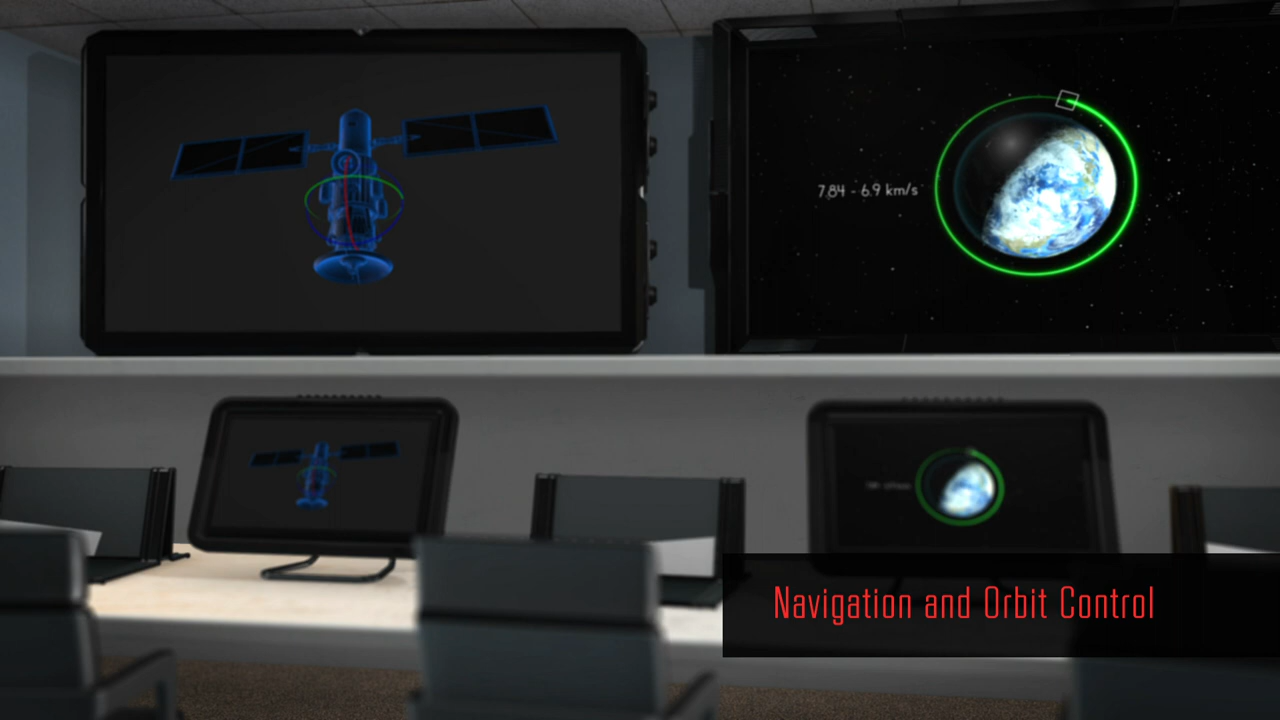 7.84 - 6.9 km/s
Navigation and Orbit Control